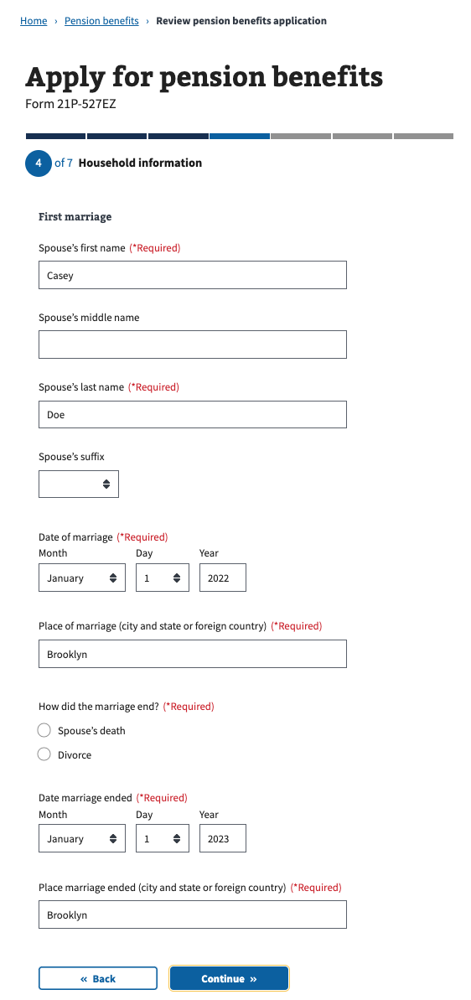 Home › Pension benefits › Review pension benefits application
Apply for pension benefits
Form 21P-527EZ
4 of 7 Household information
First marriage
Spouse’s first name (*Required)
Casey
Spouse’s middle name
Spouse’s last name (*Required)
Doe
Spouse’s suffix
Date of marriage (*Required)
Month Day Year
January 1 2022
Place of marriage (city and state or foreign country) (*Required)
Brooklyn
How did the marriage end? (*Required)
Spouse’s death
Divorce
Date marriage ended (*Required)
Month Day Year
January 1 2023
Place marriage ended (city and state or foreign country) (*Required)
Brooklyn
« Back Continue »